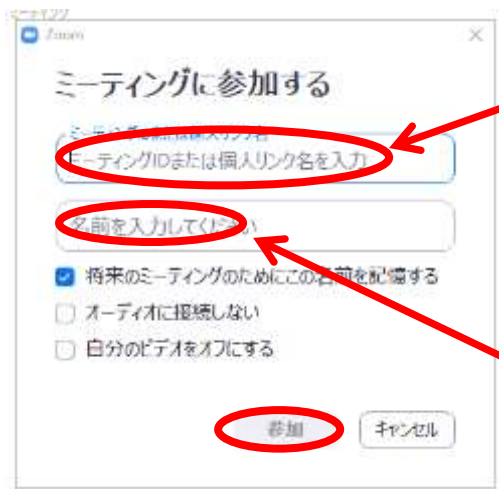 Zoom
ミーティングに参加する
ミーティングIDまたは個人リンク名を入力
名前を入力してください
将来のミーティングのためにこの名前を記憶する
オーディオに接続しない
自分のビデオをオフにする
参加
キャンセル